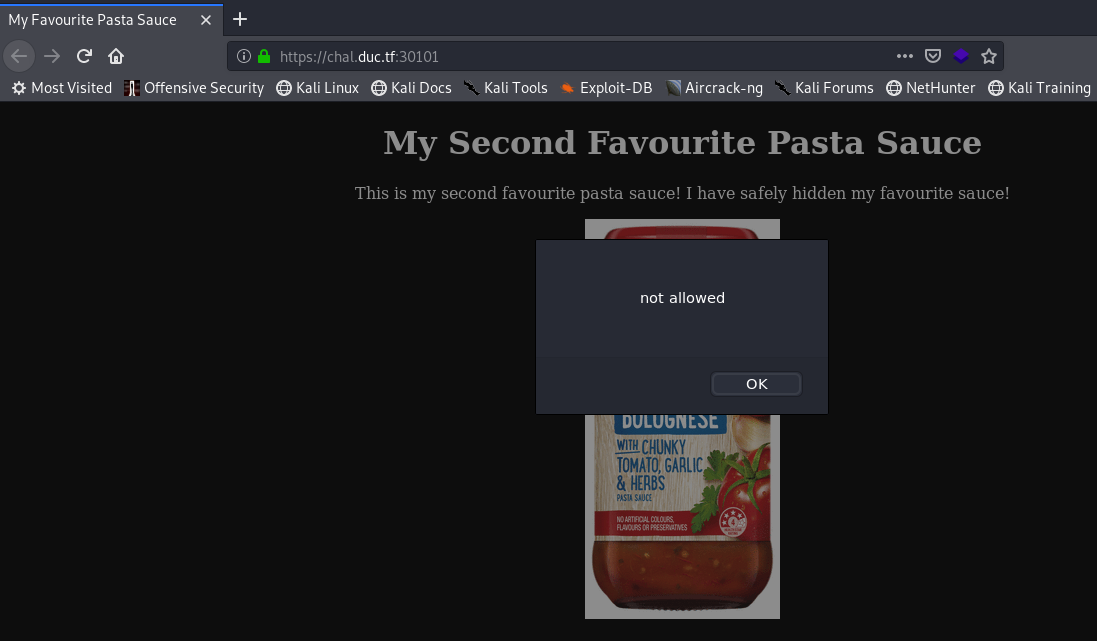 My Favourite Pasta Sauce
https://chal.duc.tf:30101
Most Visited Offensive Security Kali Linux Kali Docs Kali Tools Exploit-DB Aircrack-ng Kali Forums NetHunter Kali Training
My Second Favourite Pasta Sauce
This is my second favourite pasta sauce! I have safely hidden my favourite sauce!
not allowed
OK
BOLOGNESE
WITH CHUNKY
TOMATO, GARLIC
& HERBS
PASTA SAUCE
NO ARTIFICIAL COLOURS,
FLAVOURS OR PRESERVATIVES